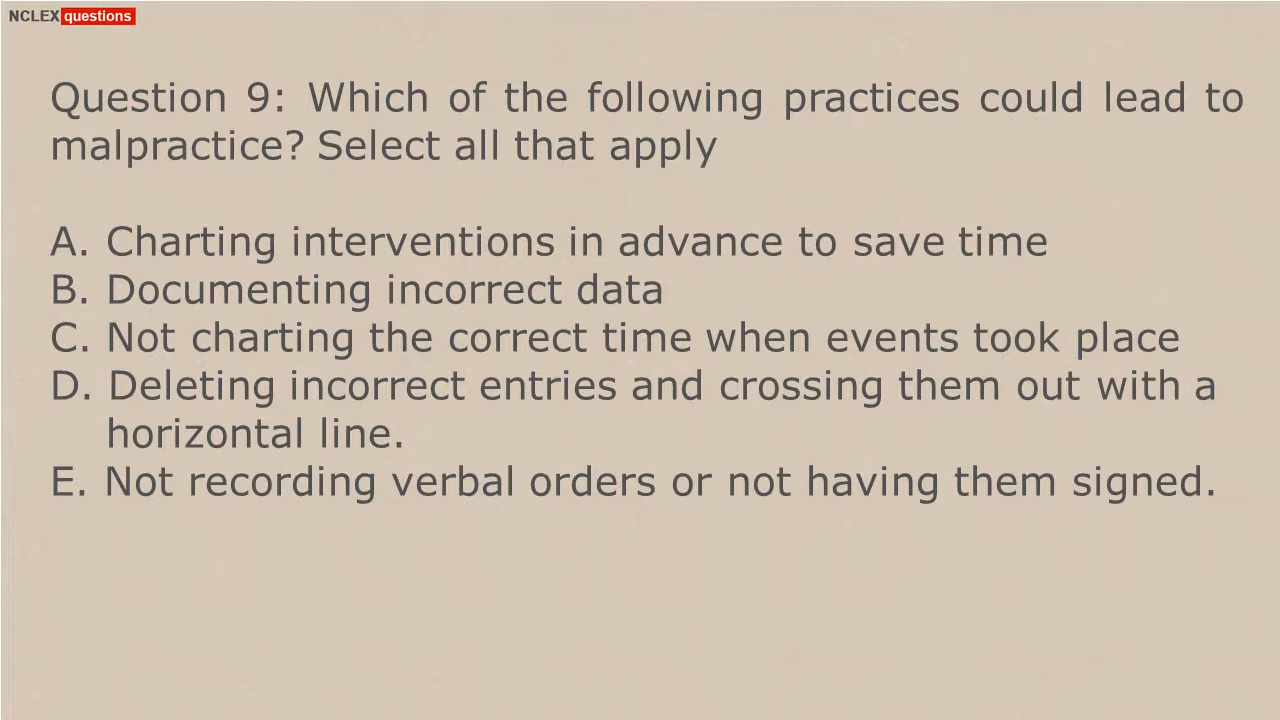 NCLEX questions
Question 9: Which of the following practices could lead to
malpractice? Select all that apply
A. Charting interventions in advance to save time
B. Documenting incorrect data
C. Not charting the correct time when events took place
D. Deleting incorrect entries and crossing them out with a
horizontal line.
E. Not recording verbal orders or not having them signed.